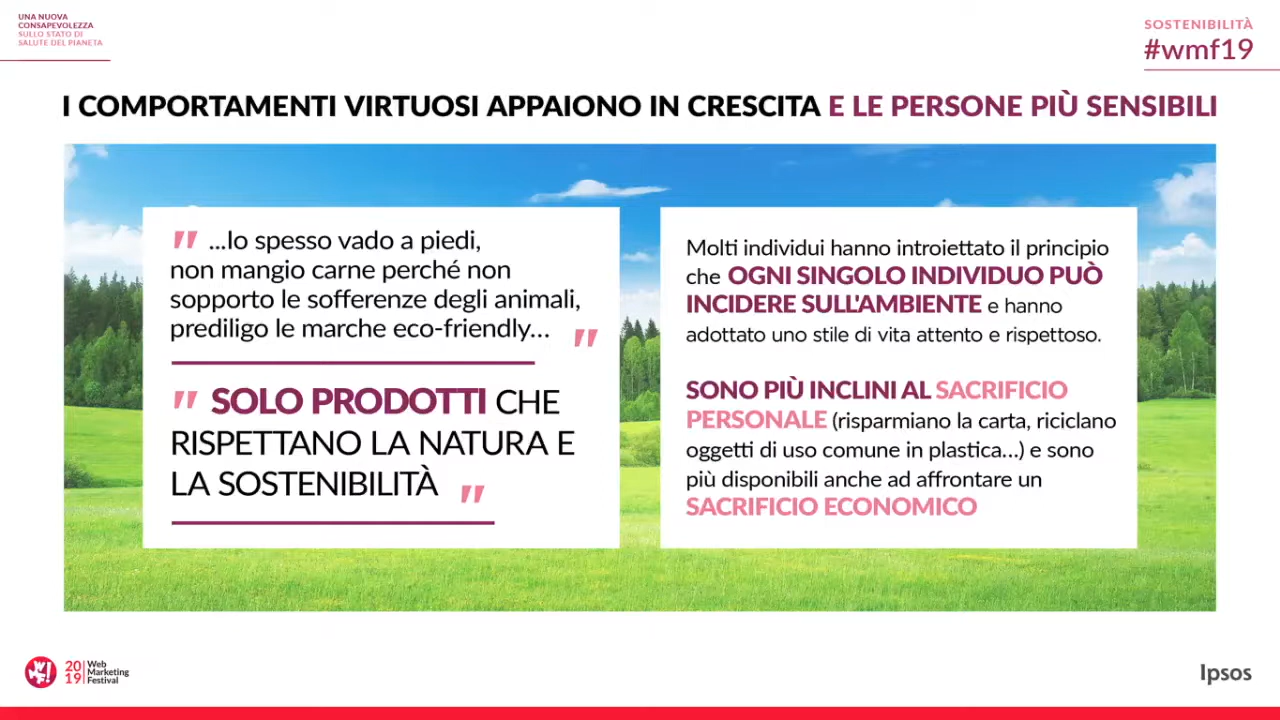 UNA NUOVA
CONSAPEVOLEZZA
SULLO STATO DI
SALUTE DEL PIANETA
SOSTENIBILITÀ
#wmf19
I COMPORTAMENTI VIRTUOSI APPAIONO IN CRESCITA E LE PERSONE PIÙ SENSIBILI
" ...Io spesso vado a piedi,
non mangio carne perché non
sopporto le sofferenze degli animali,
prediligo le marche eco-friendly... "
" SOLO PRODOTTI CHE
RISPETTANO LA NATURA E
LA SOSTENIBILITÀ "
Molti individui hanno introiettato il principio
che OGNI SINGOLO INDIVIDUO PUÒ
INCIDERE SULL'AMBIENTE e hanno
adottato uno stile di vita attento e rispettoso.
SONO PIÙ INCLINI AL SACRIFICIO
PERSONALE (risparmiano la carta, riciclano
oggetti di uso comune in plastica...) e sono
più disponibili anche ad affrontare un
SACRIFICIO ECONOMICO
W!
20
19
Web
Marketing
Festival
Ipsos